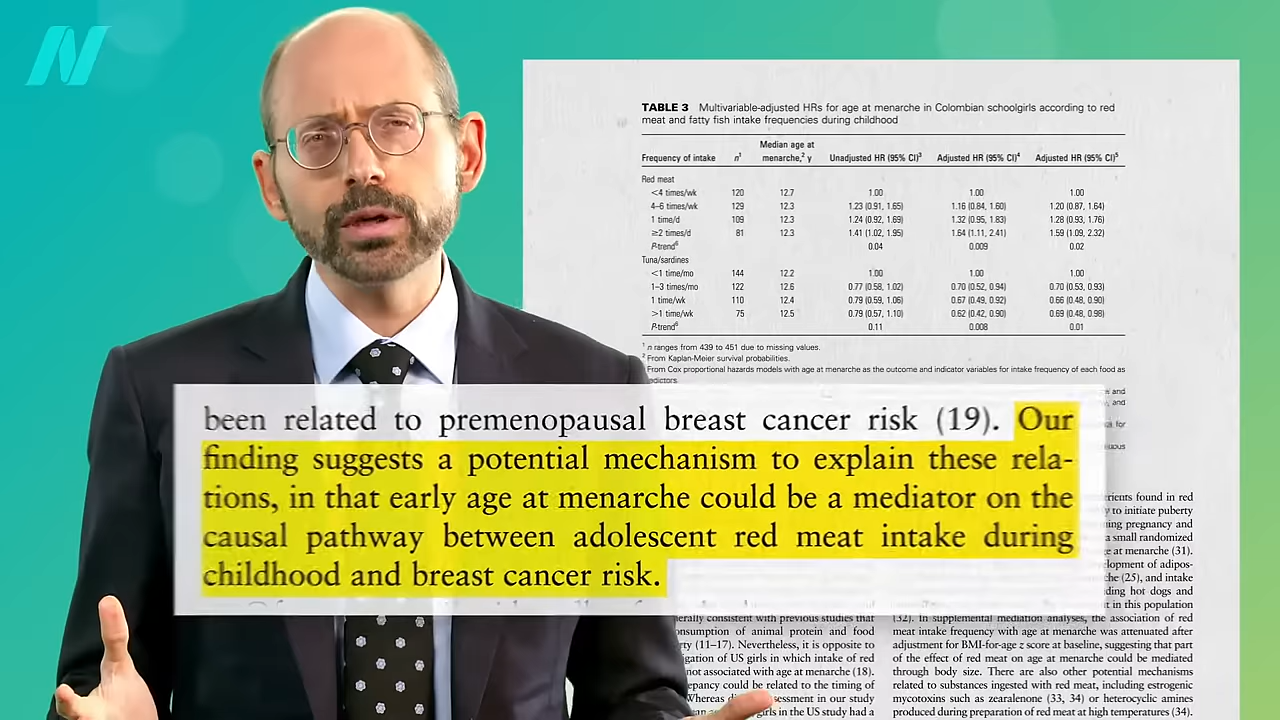 N
TABLE 3 Multivariable-adjusted HRs for age at menarche in Colombian schoolgirls according to red
meat and fatty fish intake frequencies during childhood
Median age at
Frequency of intake n¹ menarche,² y Unadjusted HR (95% CI)³ Adjusted HR (95% CI)⁴ Adjusted HR (95% CI)⁵
Red meat
<4 times/wk 120 12.7 1.00 1.00 1.00
4–6 times/wk 129 12.3 1.23 (0.91, 1.65) 1.16 (0.84, 1.60) 1.20 (0.87, 1.64)
1 time/d 109 12.3 1.24 (0.92, 1.69) 1.32 (0.95, 1.83) 1.28 (0.93, 1.76)
≥2 times/d 81 12.3 1.41 (1.02, 1.95) 1.64 (1.11, 2.41) 1.59 (1.09, 2.32)
P-trend⁶ 0.04 0.009 0.02
Tuna/sardines
<1 time/mo 144 12.2 1.00 1.00 1.00
1–3 times/mo 122 12.6 0.77 (0.58, 1.02) 0.70 (0.52, 0.94) 0.70 (0.53, 0.93)
1 time/wk 110 12.4 0.79 (0.59, 1.06) 0.67 (0.49, 0.92) 0.66 (0.48, 0.90)
>1 time/wk 75 12.5 0.79 (0.57, 1.10) 0.62 (0.42, 0.90) 0.69 (0.48, 0.98)
P-trend⁶ 0.11 0.008 0.01
¹ n ranges from 439 to 451 due to missing values.
² From Kaplan-Meier survival probabilities.
From Cox proportional hazards models with age at menarche as the outcome and indicator variables for intake frequency of each food as
and
and
for
been related to premenopausal breast cancer risk (19). Our
finding suggests a potential mechanism to explain these rela-
tions, in that early age at menarche could be a mediator on the
causal pathway between adolescent red meat intake during
childhood and breast cancer risk.
consistent with previous studies that
of animal protein and food
(11–17). Nevertheless, it is opposite to
of US girls in which intake of red
not associated with age at menarche (18).
could be related to the timing of
in our study
girls in the US study had a
found in red
to initiate puberty
pregnancy and
a small randomized
at menarche (31).
of adipos-
(25), and intake
hot dogs and
in this population
(32). In supplemental mediation analyses, the association of red
meat intake frequency with age at menarche was attenuated after
adjustment for BMI-for-age z score at baseline, suggesting that part
of the effect of red meat on age at menarche could be mediated
through body size. There are also other potential mechanisms
related to substances ingested with red meat, including estrogenic
mycotoxins such as zearalenone (33, 34) or heterocyclic amines
produced during preparation of red meat at high temperatures (34).